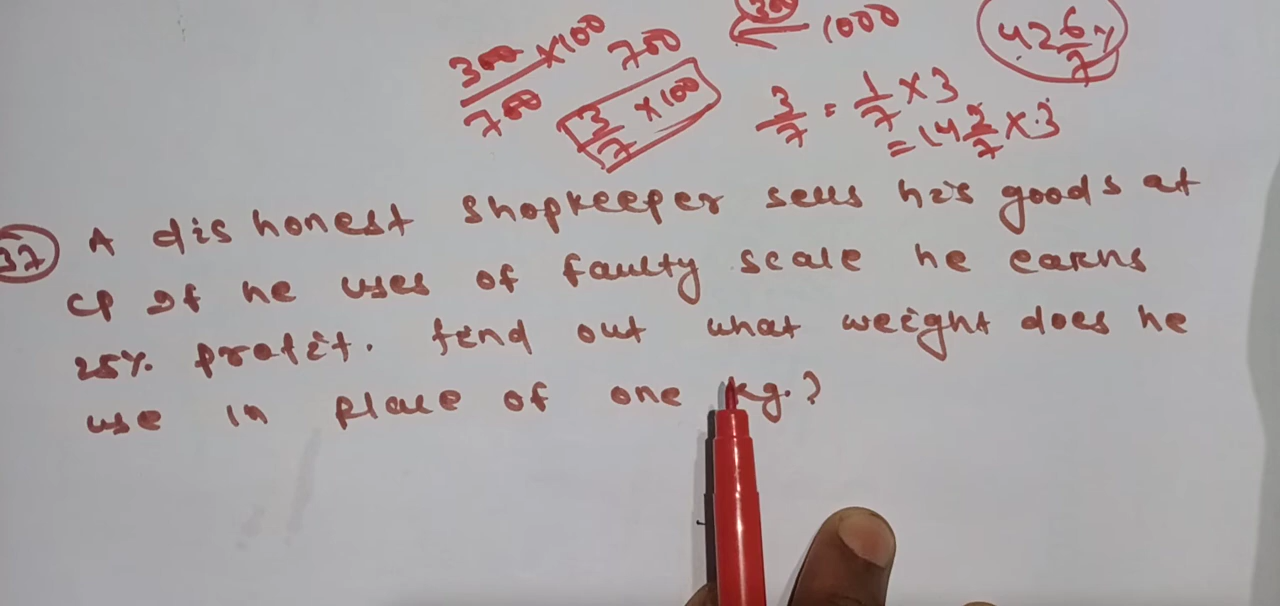 300/700 ×100
700
1000
42 6/7 %
3/7 ×100
3/7 = 1/7 × 3
= 14 2/7 × 3
37
A dishonest shopkeeper sells his goods at
CP If he uses of faulty scale he earns
25% profit. find out what weight does he
use in place of one kg.?